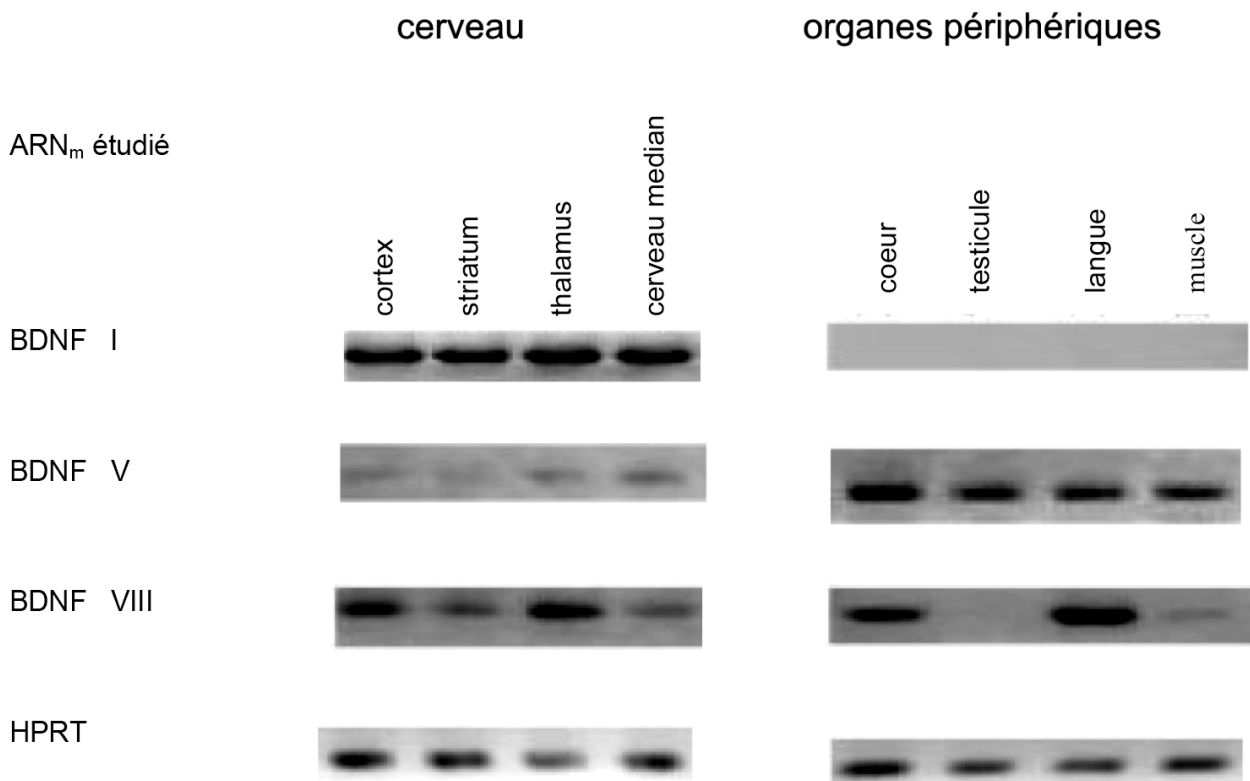 cerveau
organes périphériques
ARNm étudié
cortex
striatum
thalamus
cerveau median
coeur
testicule
langue
muscle
BDNF I
BDNF V
BDNF VIII
HPRT